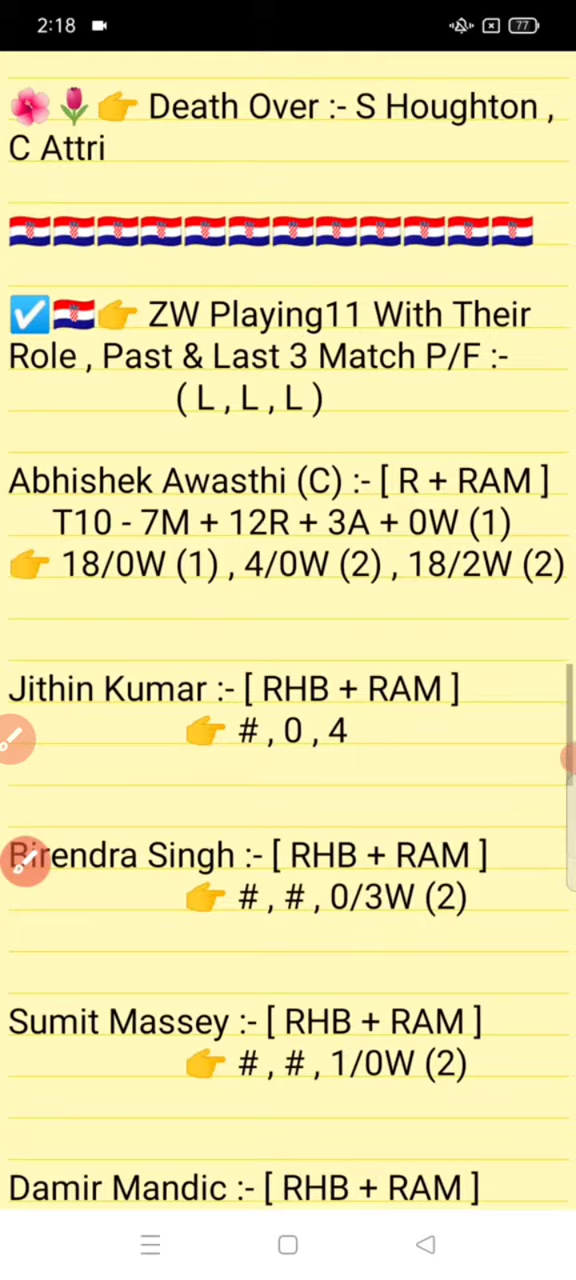 2:18
77
🌺🌷👉 Death Over :- S Houghton ,
C Attri
🇭🇷🇭🇷🇭🇷🇭🇷🇭🇷🇭🇷🇭🇷🇭🇷🇭🇷🇭🇷🇭🇷🇭🇷
☑️🇭🇷👉 ZW Playing11 With Their
Role , Past & Last 3 Match P/F :-
( L , L , L )
Abhishek Awasthi (C) :- [ R + RAM ]
T10 - 7M + 12R + 3A + 0W (1)
👉 18/0W (1) , 4/0W (2) , 18/2W (2)
Jithin Kumar :- [ RHB + RAM ]
👉 # , 0 , 4
Birendra Singh :- [ RHB + RAM ]
👉 # , # , 0/3W (2)
Sumit Massey :- [ RHB + RAM ]
👉 # , # , 1/0W (2)
Damir Mandic :- [ RHB + RAM ]